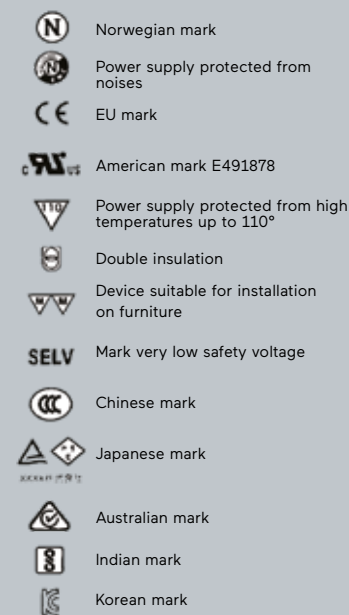 N Norwegian mark
N Power supply protected from
noises
CE EU mark
c RU us American mark E491878
110 Power supply protected from high
temperatures up to 110°
Double insulation
M M Device suitable for installation
on furniture
SELV Mark very low safety voltage
CCC Chinese mark
Japanese mark
Australian mark
Indian mark
KC Korean mark